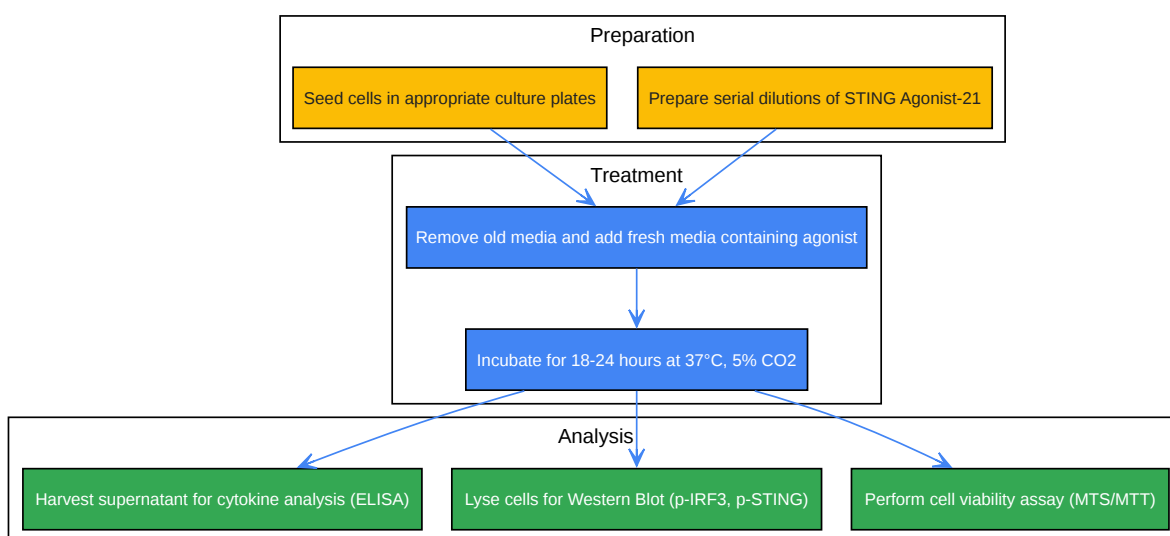 Preparation
Seed cells in appropriate culture plates
Prepare serial dilutions of STING Agonist-21
Treatment
Remove old media and add fresh media containing agonist
Incubate for 18-24 hours at 37°C, 5% CO2
Analysis
Harvest supernatant for cytokine analysis (ELISA)
Lyse cells for Western Blot (p-IRF3, p-STING)
Perform cell viability assay (MTS/MTT)